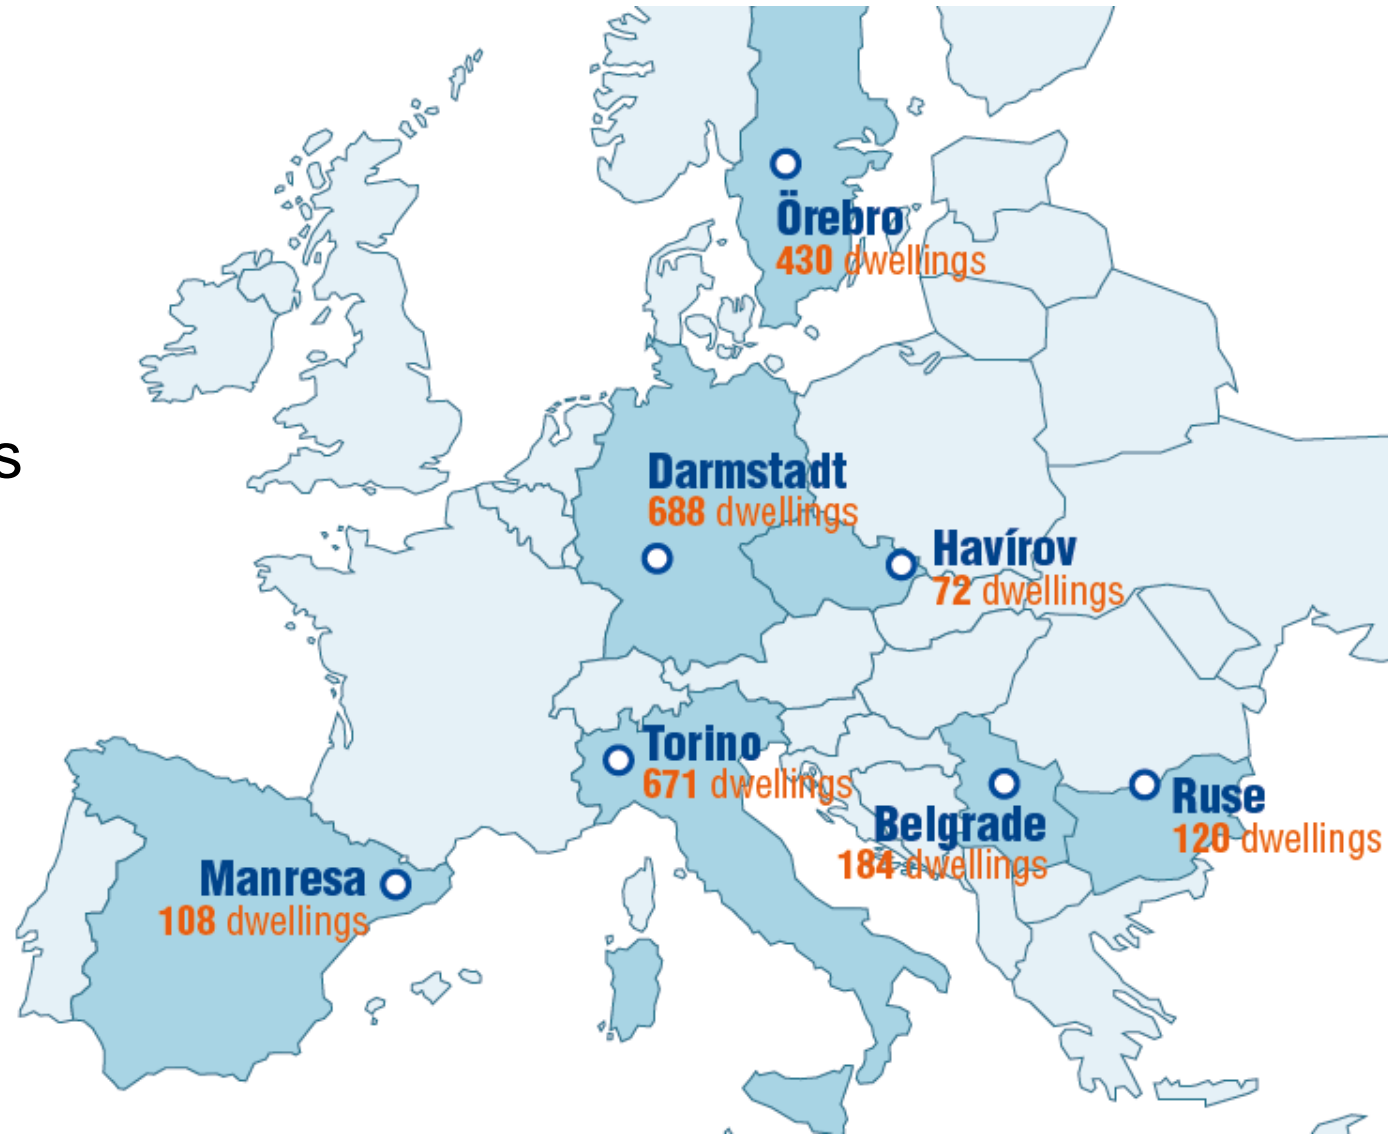 Örebrø
430 dwellings
s
Darmstadt
688 dwellings
Havírov
72 dwellings
Torino
671 dwellings
Ruse
120 dwellings
Belgrade
184 dwellings
Manresa
108 dwellings